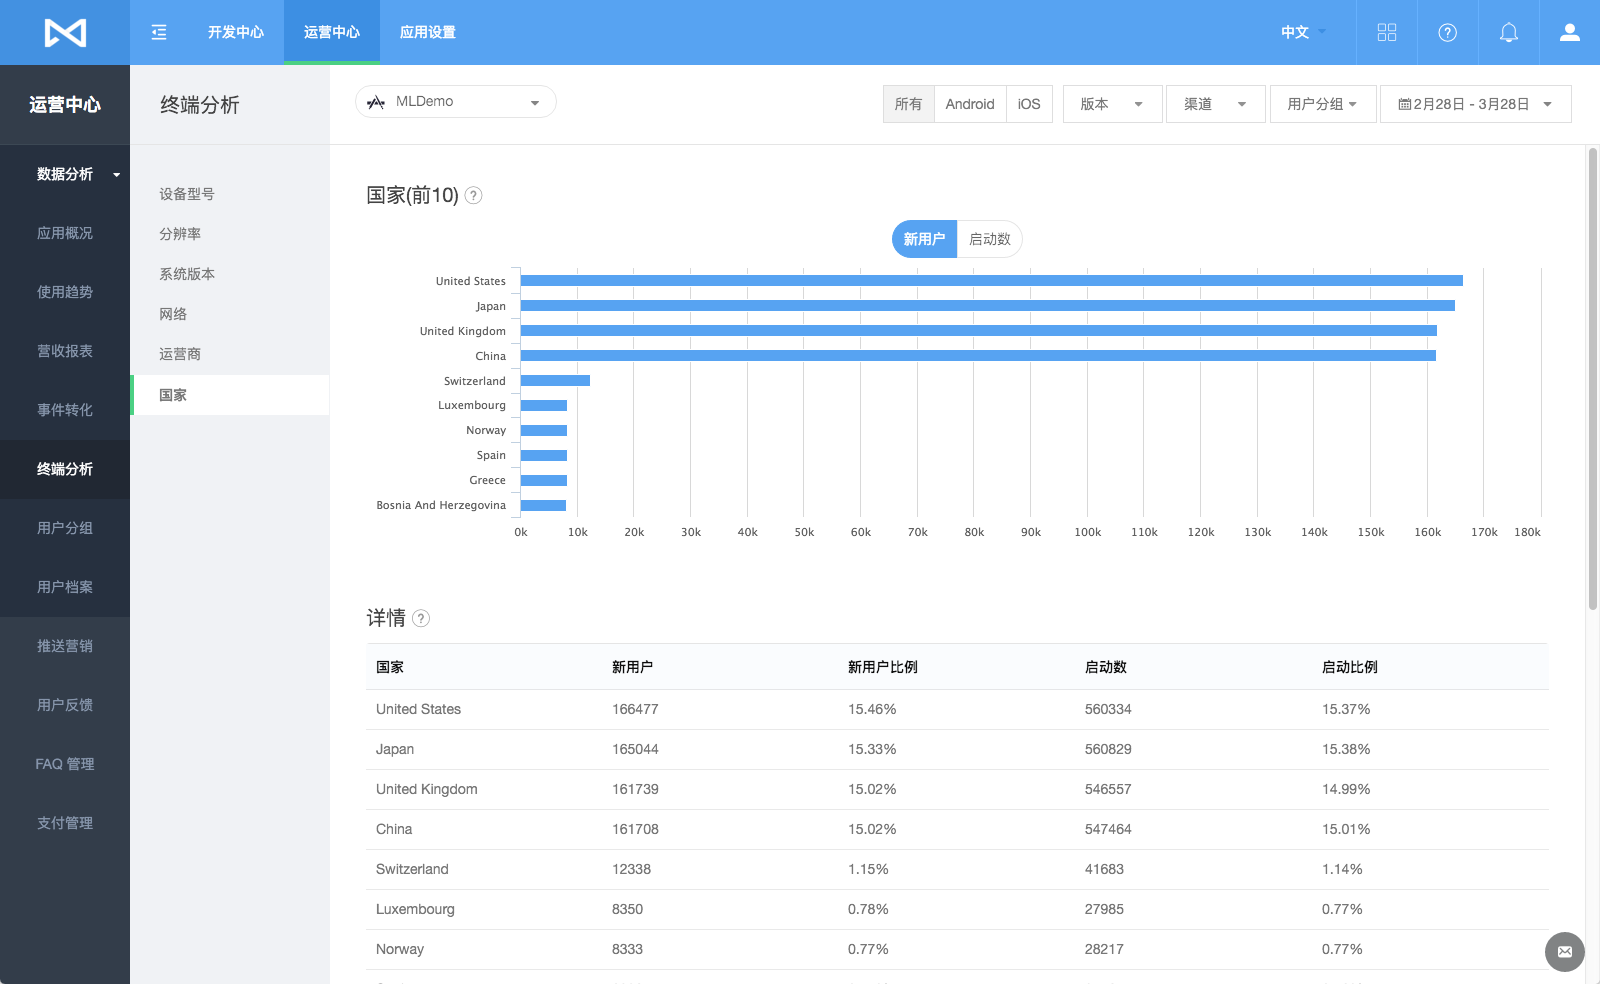 开发中心 运营中心 应用设置 中文
运营中心
终端分析
MLDemo
所有 Android iOS 版本 渠道 用户分组 2月28日 - 3月28日
数据分析
应用概况
使用趋势
营收报表
事件转化
终端分析
用户分组
用户档案
推送营销
用户反馈
FAQ 管理
支付管理
设备型号
分辨率
系统版本
网络
运营商
国家
国家(前10) ?
新用户 启动数
United States
Japan
United Kingdom
China
Switzerland
Luxembourg
Norway
Spain
Greece
Bosnia And Herzegovina
0k 10k 20k 30k 40k 50k 60k 70k 80k 90k 100k 110k 120k 130k 140k 150k 160k 170k 180k
详情 ?
国家 新用户 新用户比例 启动数 启动比例
United States 166477 15.46% 560334 15.37%
Japan 165044 15.33% 560829 15.38%
United Kingdom 161739 15.02% 546557 14.99%
China 161708 15.02% 547464 15.01%
Switzerland 12338 1.15% 41683 1.14%
Luxembourg 8350 0.78% 27985 0.77%
Norway 8333 0.77% 28217 0.77%